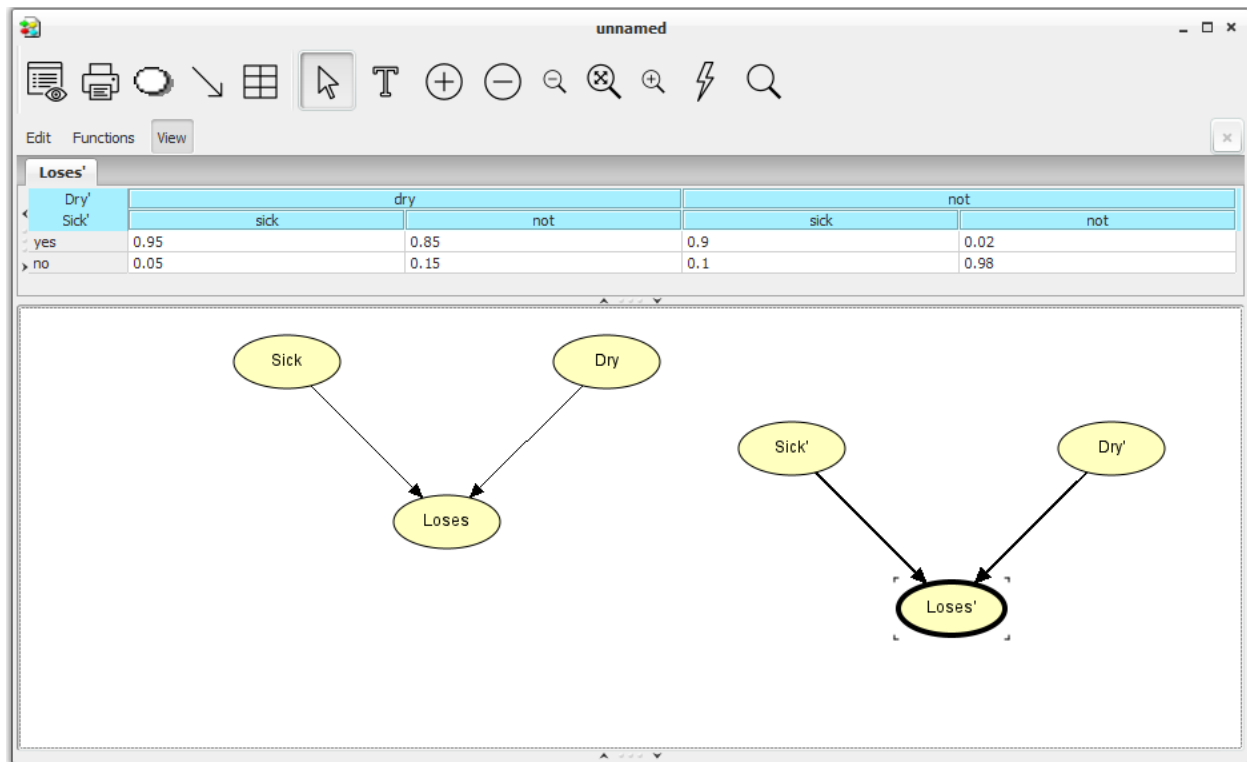 unnamed
Edit Functions View
Loses'
Dry' dry not
Sick' sick not sick not
yes 0.95 0.85 0.9 0.02
no 0.05 0.15 0.1 0.98
Sick Dry
Sick' Dry'
Loses
Loses'